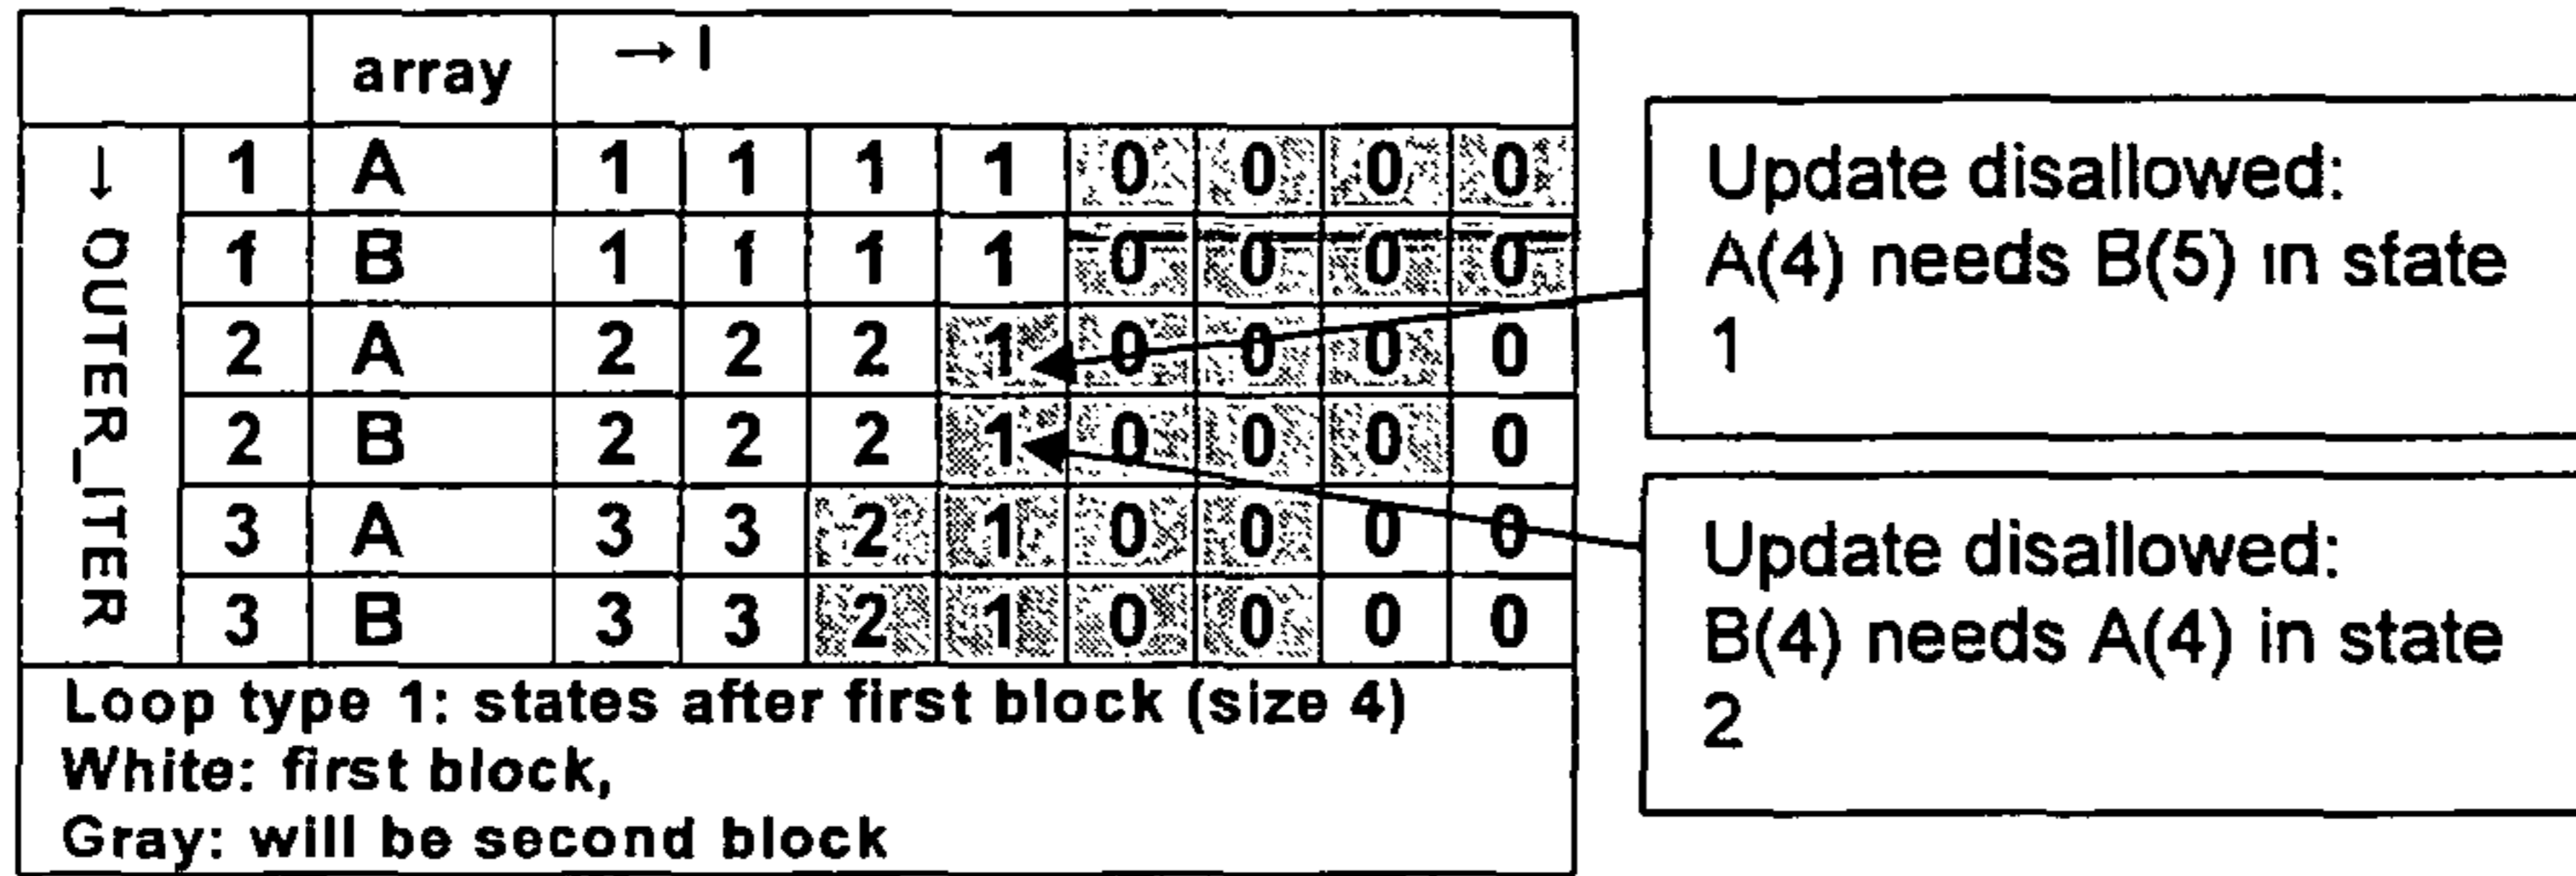 array → I
↓ OUTER_ITER
1 A 1 1 1 1 0 0 0 0
1 B 1 1 1 1 0 0 0 0
2 A 2 2 2 1 0 0 0 0
2 B 2 2 2 1 0 0 0 0
3 A 3 3 2 1 0 0 0 0
3 B 3 3 2 1 0 0 0 0
Loop type 1: states after first block (size 4)
White: first block,
Gray: will be second block
Update disallowed:
A(4) needs B(5) in state
1
Update disallowed:
B(4) needs A(4) in state
2